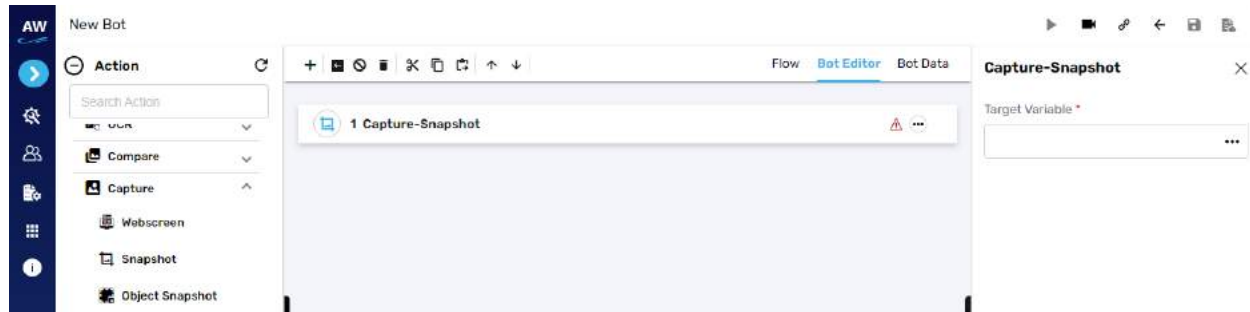 AW
New Bot
Action
Search Action
OCR
Compare
Capture
Webscreen
Snapshot
Object Snapshot
Flow
Bot Editor
Bot Data
1 Capture-Snapshot
Capture-Snapshot
Target Variable *